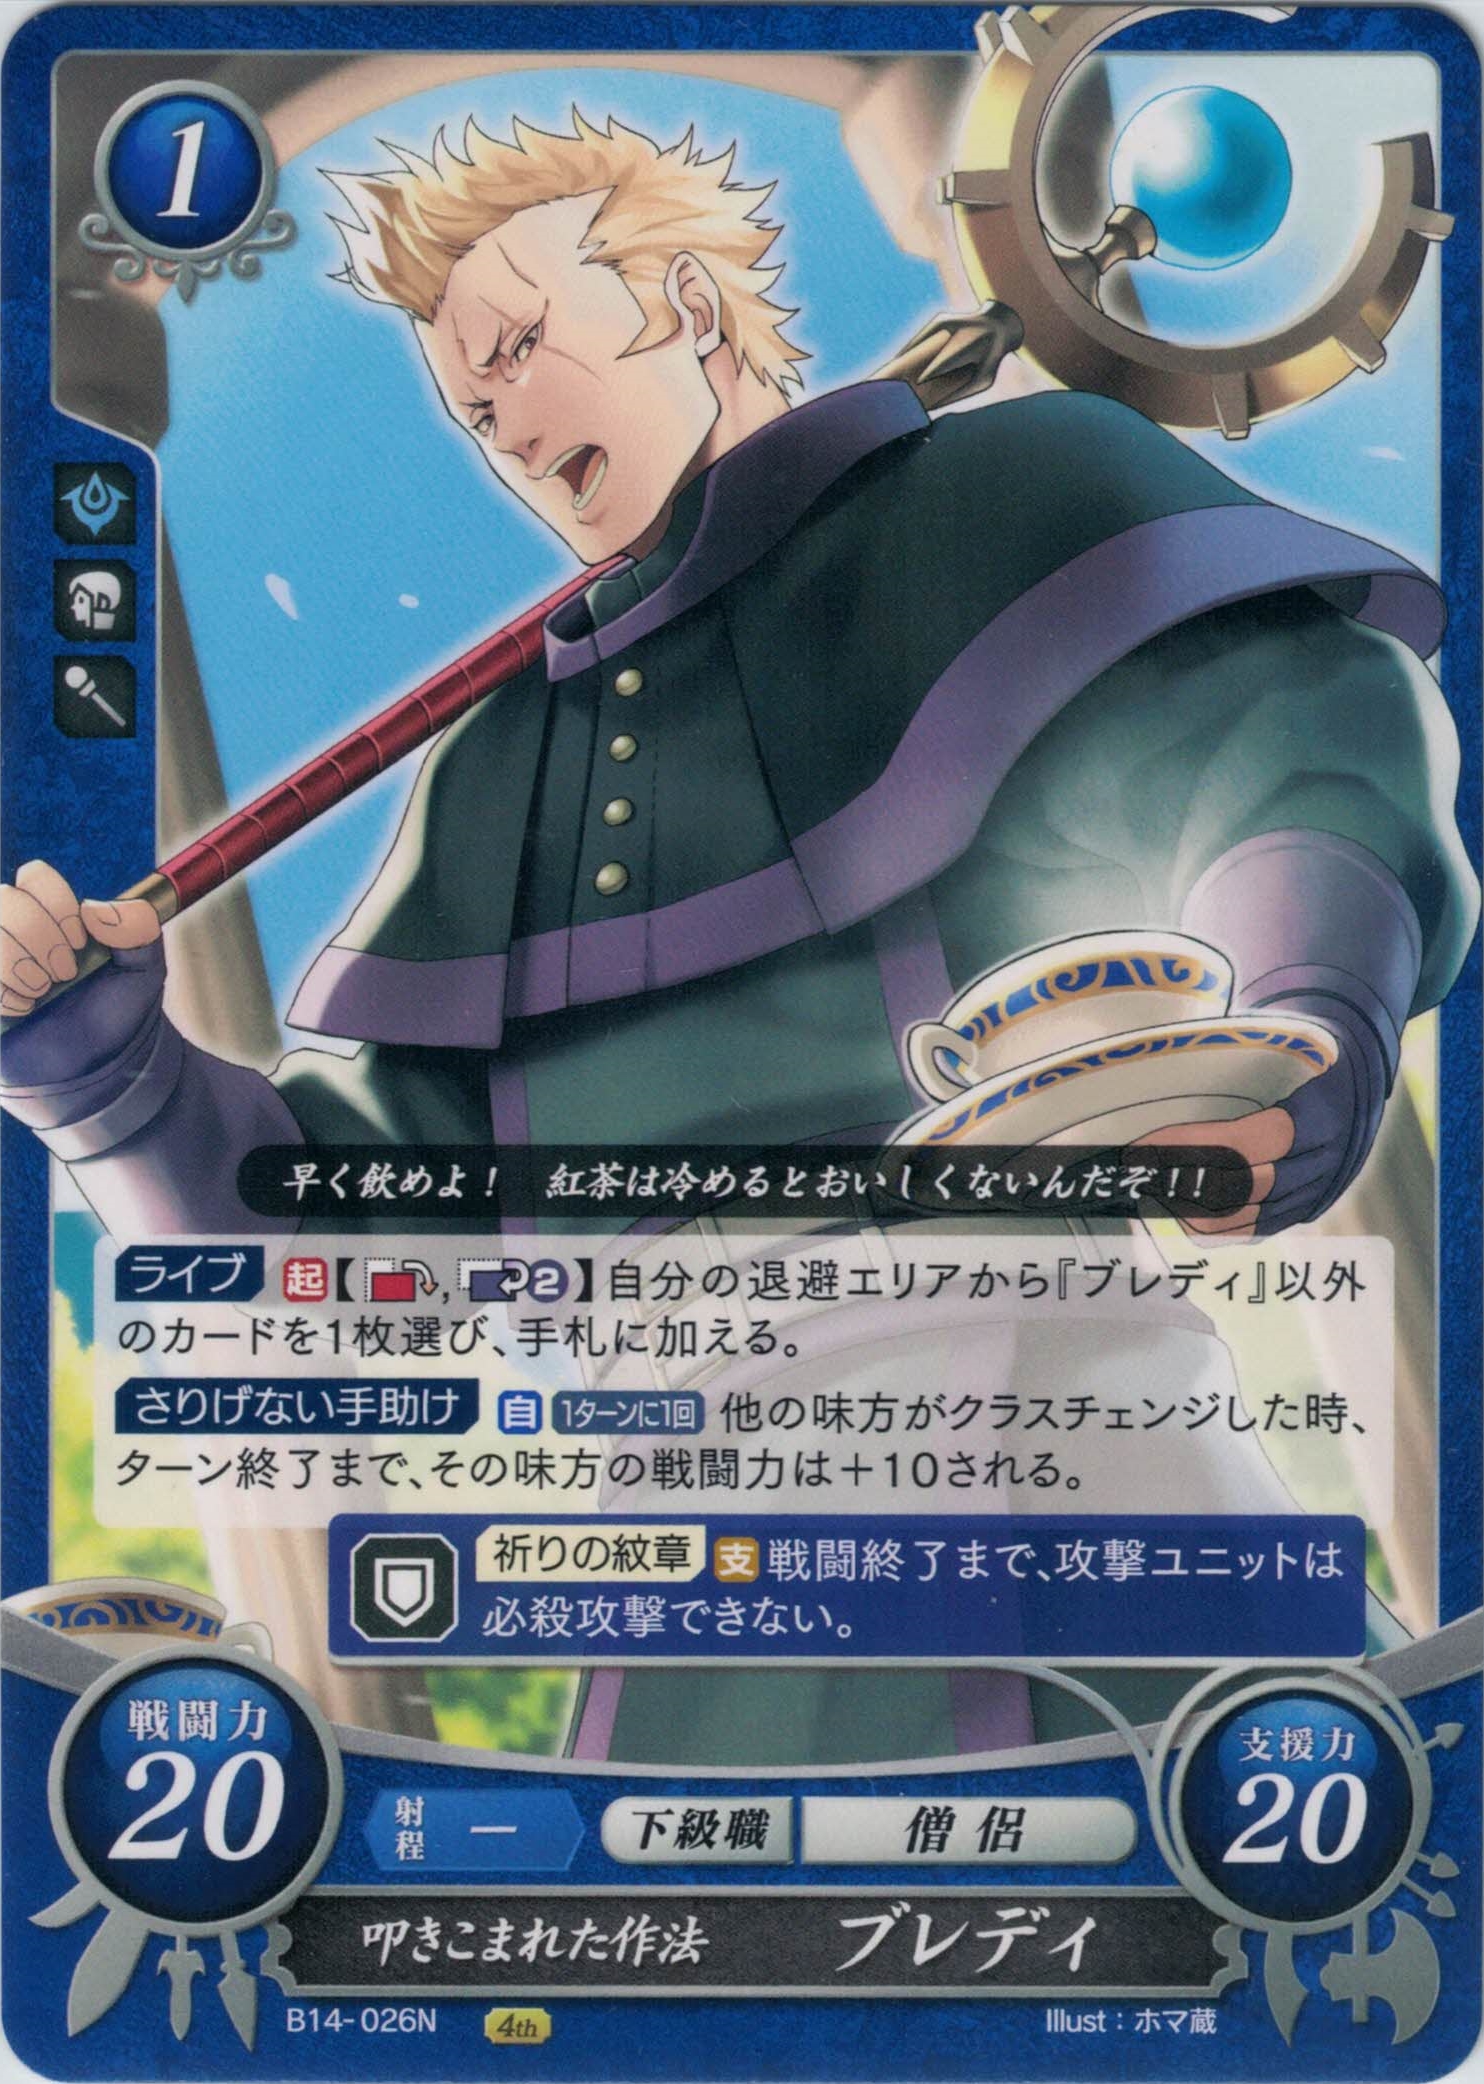 1
早く飲めよ！　紅茶は冷めるとおいしくないんだぞ！！
ライブ 起【 , 2】自分の退避エリアから『ブレディ』以外
のカードを1枚選び、手札に加える。
さりげない手助け 自 1ターンに1回 他の味方がクラスチェンジした時、
ターン終了まで、その味方の戦闘力は＋10される。
祈りの紋章 支 戦闘終了まで、攻撃ユニットは
必殺攻撃できない。
戦闘力
20
射程 ー
下級職 僧侶
支援力
20
叩きこまれた作法 ブレディ
B14-026N 4th Illust：ホマ蔵